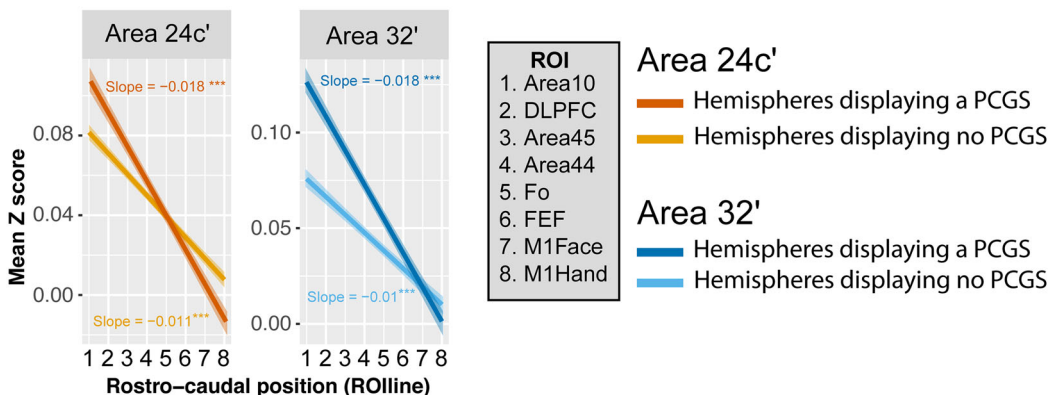 Area 24c'
Area 32'
Slope = −0.018 ***
Slope = −0.018 ***
0.08
0.04
0.00
0.10
0.05
0.00
Mean Z score
Slope = −0.011***
Slope = −0.01***
1 2 3 4 5 6 7 8
1 2 3 4 5 6 7 8
Rostro−caudal position (ROIline)
ROI
1. Area10
2. DLPFC
3. Area45
4. Area44
5. Fo
6. FEF
7. M1Face
8. M1Hand
Area 24c'
Hemispheres displaying a PCGS
Hemispheres displaying no PCGS
Area 32'
Hemispheres displaying a PCGS
Hemispheres displaying no PCGS